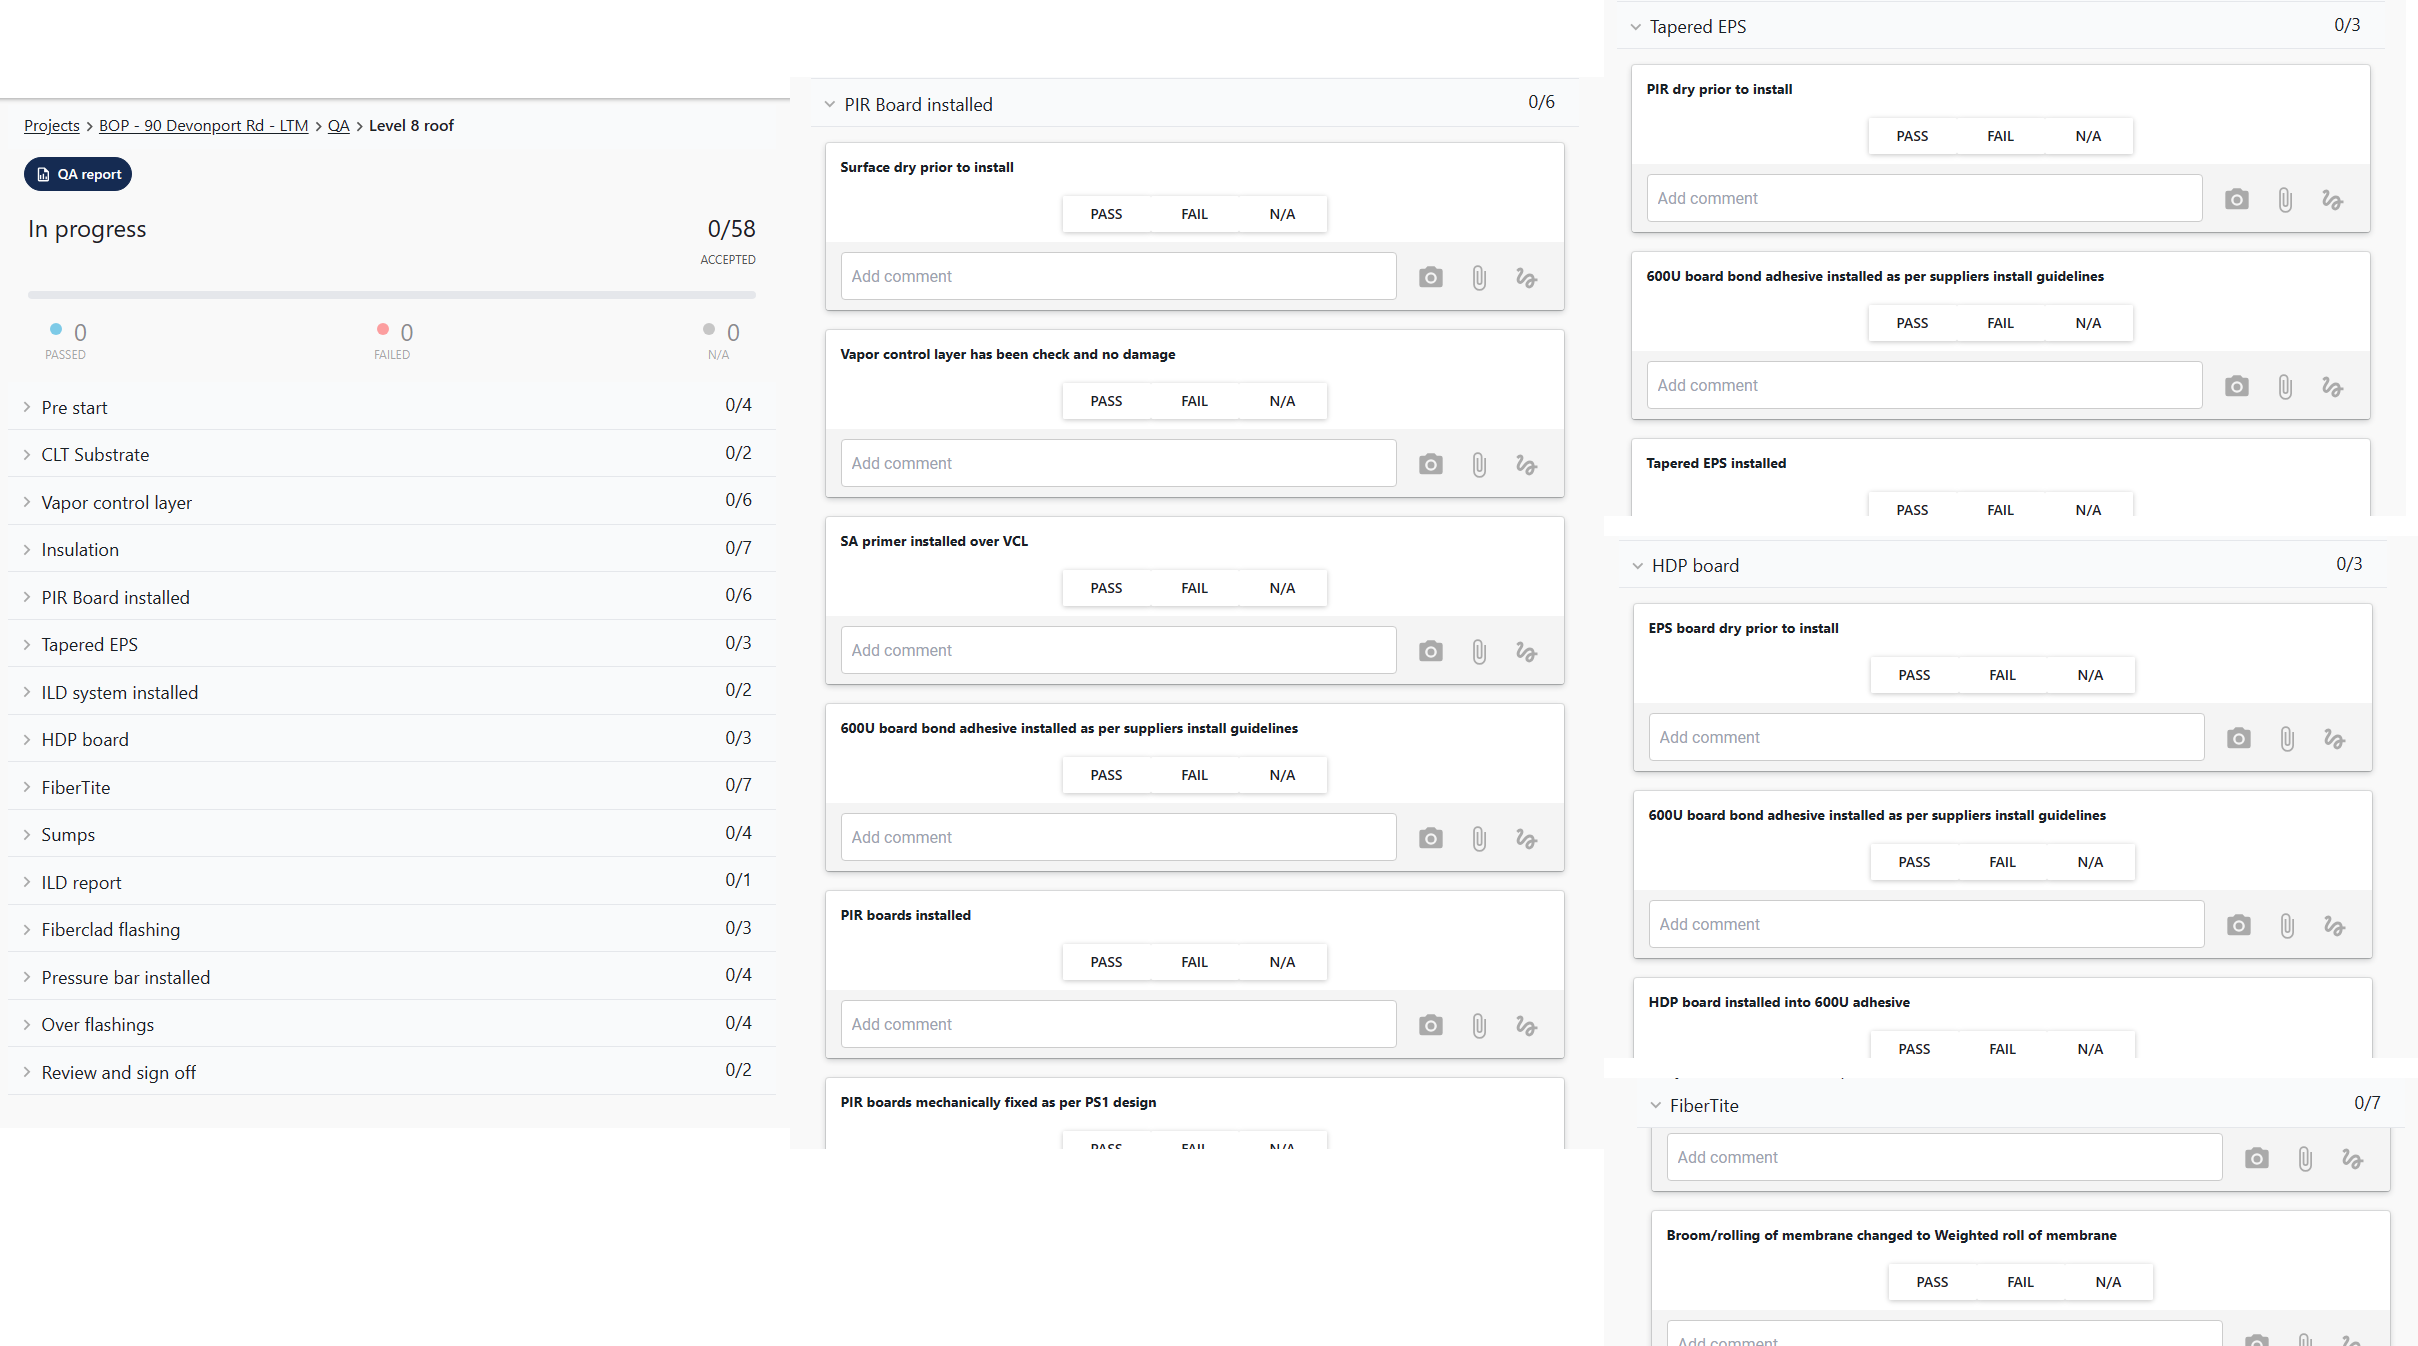 Projects > BOP - 90 Devonport Rd - LTM > QA > Level 8 roof
QA report
In progress
0/58
ACCEPTED
0
PASSED
0
FAILED
0
N/A
Pre start 0/4
CLT Substrate 0/2
Vapor control layer 0/6
Insulation 0/7
PIR Board installed 0/6
Tapered EPS 0/3
ILD system installed 0/2
HDP board 0/3
FiberTite 0/7
Sumps 0/4
ILD report 0/1
Fiberclad flashing 0/3
Pressure bar installed 0/4
Over flashings 0/4
Review and sign off 0/2
PIR Board installed 0/6
Surface dry prior to install
PASS FAIL N/A
Add comment
Vapor control layer has been check and no damage
PASS FAIL N/A
Add comment
SA primer installed over VCL
PASS FAIL N/A
Add comment
600U board bond adhesive installed as per suppliers install guidelines
PASS FAIL N/A
Add comment
PIR boards installed
PASS FAIL N/A
Add comment
PIR boards mechanically fixed as per PS1 design
PASS FAIL N/A
Tapered EPS 0/3
PIR dry prior to install
PASS FAIL N/A
Add comment
600U board bond adhesive installed as per suppliers install guidelines
PASS FAIL N/A
Add comment
Tapered EPS installed
PASS FAIL N/A
HDP board 0/3
EPS board dry prior to install
PASS FAIL N/A
Add comment
600U board bond adhesive installed as per suppliers install guidelines
PASS FAIL N/A
Add comment
HDP board installed into 600U adhesive
PASS FAIL N/A
FiberTite 0/7
Add comment
Broom/rolling of membrane changed to Weighted roll of membrane
PASS FAIL N/A
Add comment